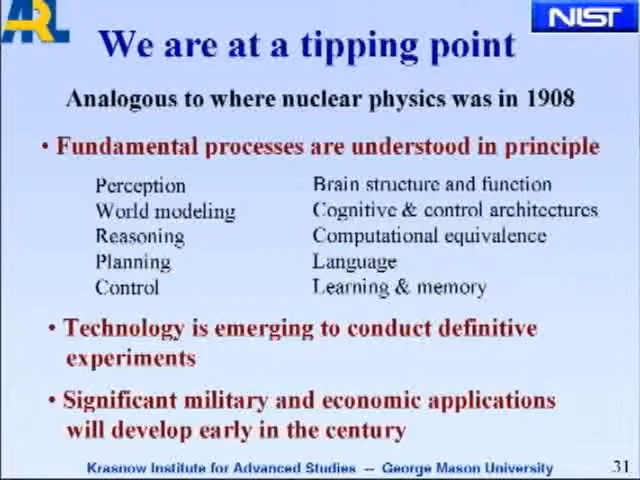 ARL
NIST
We are at a tipping point
Analogous to where nuclear physics was in 1908
• Fundamental processes are understood in principle
Perception Brain structure and function
World modeling Cognitive & control architectures
Reasoning Computational equivalence
Planning Language
Control Learning & memory
• Technology is emerging to conduct definitive
experiments
• Significant military and economic applications
will develop early in the century
Krasnow Institute for Advanced Studies -- George Mason University 31